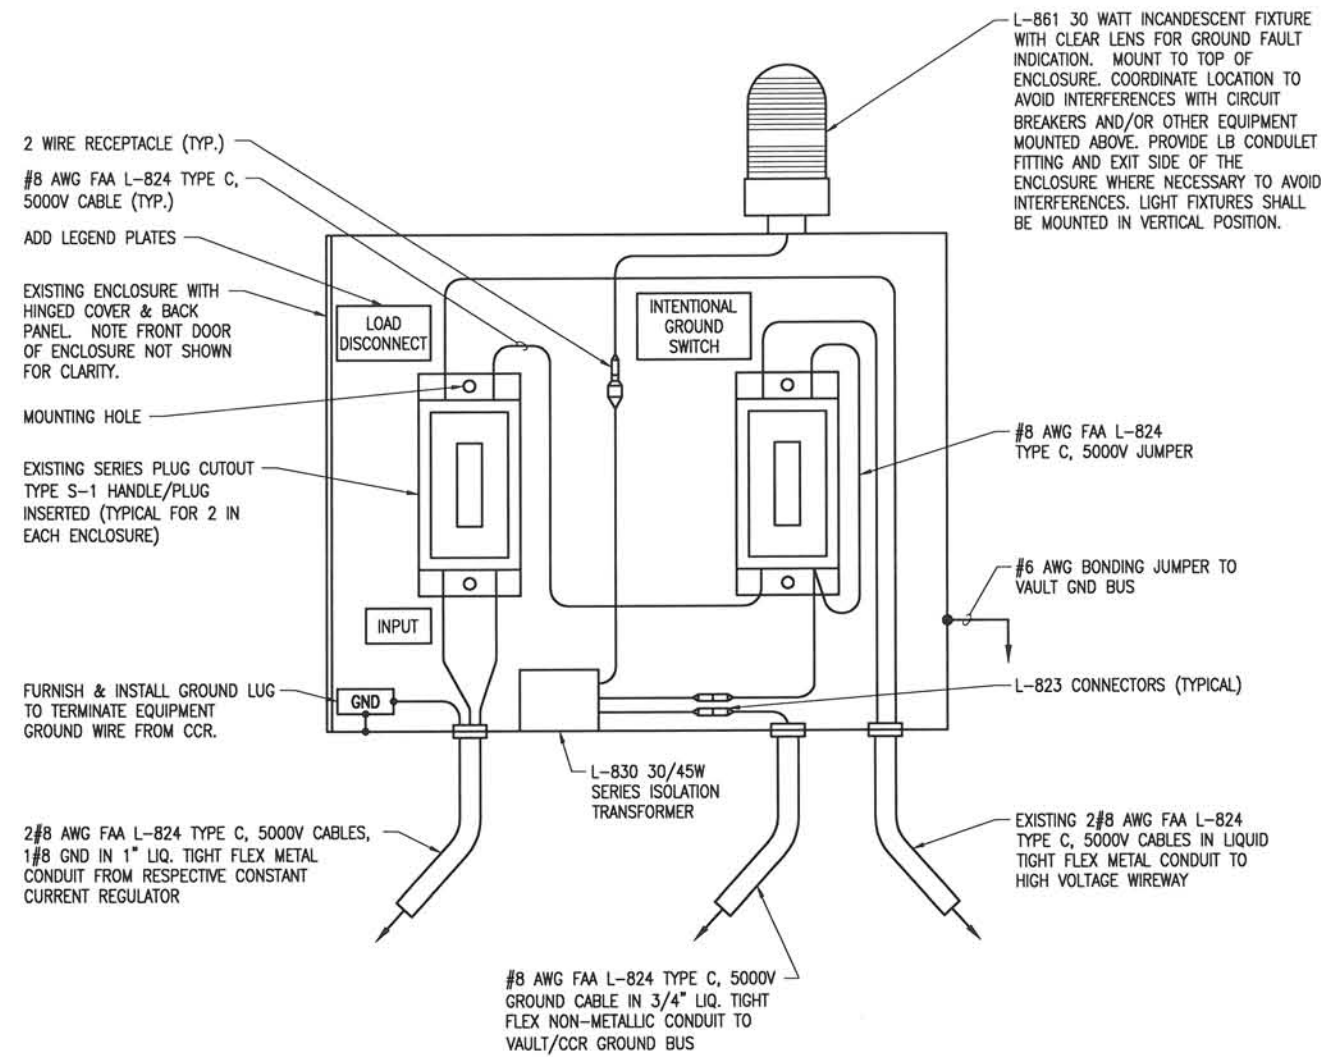 L-861 30 WATT INCANDESCENT FIXTURE
WITH CLEAR LENS FOR GROUND FAULT
INDICATION. MOUNT TO TOP OF
ENCLOSURE. COORDINATE LOCATION TO
AVOID INTERFERENCES WITH CIRCUIT
BREAKERS AND/OR OTHER EQUIPMENT
MOUNTED ABOVE. PROVIDE LB CONDULET
FITTING AND EXIT SIDE OF THE
ENCLOSURE WHERE NECESSARY TO AVOID
INTERFERENCES. LIGHT FIXTURES SHALL
BE MOUNTED IN VERTICAL POSITION.
2 WIRE RECEPTACLE (TYP.)
#8 AWG FAA L-824 TYPE C,
5000V CABLE (TYP.)
ADD LEGEND PLATES
EXISTING ENCLOSURE WITH
HINGED COVER & BACK
PANEL. NOTE FRONT DOOR
OF ENCLOSURE NOT SHOWN
FOR CLARITY.
MOUNTING HOLE
EXISTING SERIES PLUG CUTOUT
TYPE S-1 HANDLE/PLUG
INSERTED (TYPICAL FOR 2 IN
EACH ENCLOSURE)
FURNISH & INSTALL GROUND LUG
TO TERMINATE EQUIPMENT
GROUND WIRE FROM CCR.
2#8 AWG FAA L-824 TYPE C, 5000V CABLES,
1#8 GND IN 1" LIQ. TIGHT FLEX METAL
CONDUIT FROM RESPECTIVE CONSTANT
CURRENT REGULATOR
LOAD
DISCONNECT
INTENTIONAL
GROUND
SWITCH
INPUT
GND
L-830 30/45W
SERIES ISOLATION
TRANSFORMER
#8 AWG FAA L-824 TYPE C, 5000V
GROUND CABLE IN 3/4" LIQ. TIGHT
FLEX NON-METALLIC CONDUIT TO
VAULT/CCR GROUND BUS
#8 AWG FAA L-824
TYPE C, 5000V JUMPER
#6 AWG BONDING JUMPER TO
VAULT GND BUS
L-823 CONNECTORS (TYPICAL)
EXISTING 2#8 AWG FAA L-824
TYPE C, 5000V CABLES IN LIQUID
TIGHT FLEX METAL CONDUIT TO
HIGH VOLTAGE WIREWAY